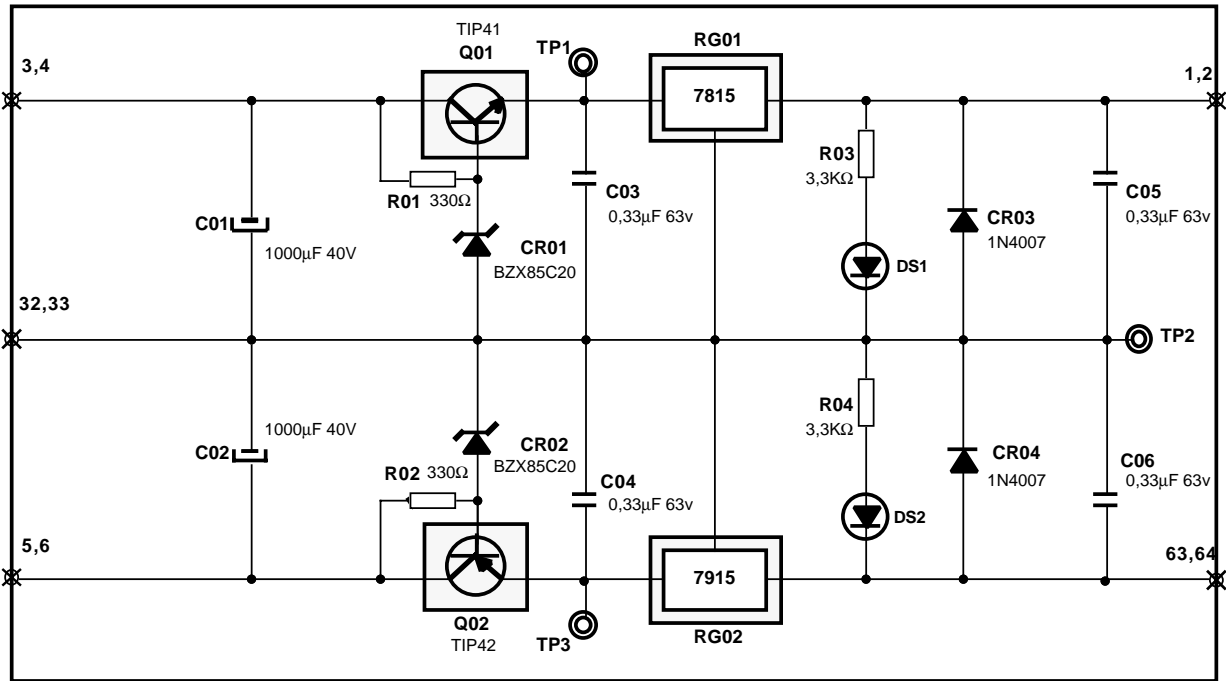 TIP41
Q01
TP1
RG01
3,4
1,2
7815
R03
3,3KΩ
R01 330Ω
C03
0,33µF 63v
C05
0,33µF 63v
C01
1000µF 40V
CR01
BZX85C20
CR03
1N4007
DS1
32,33
TP2
R04
3,3KΩ
1000µF 40V
C02
CR02
BZX85C20
R02 330Ω
C04
0,33µF 63v
CR04
1N4007
C06
0,33µF 63v
DS2
5,6
63,64
7915
Q02
TIP42
TP3
RG02